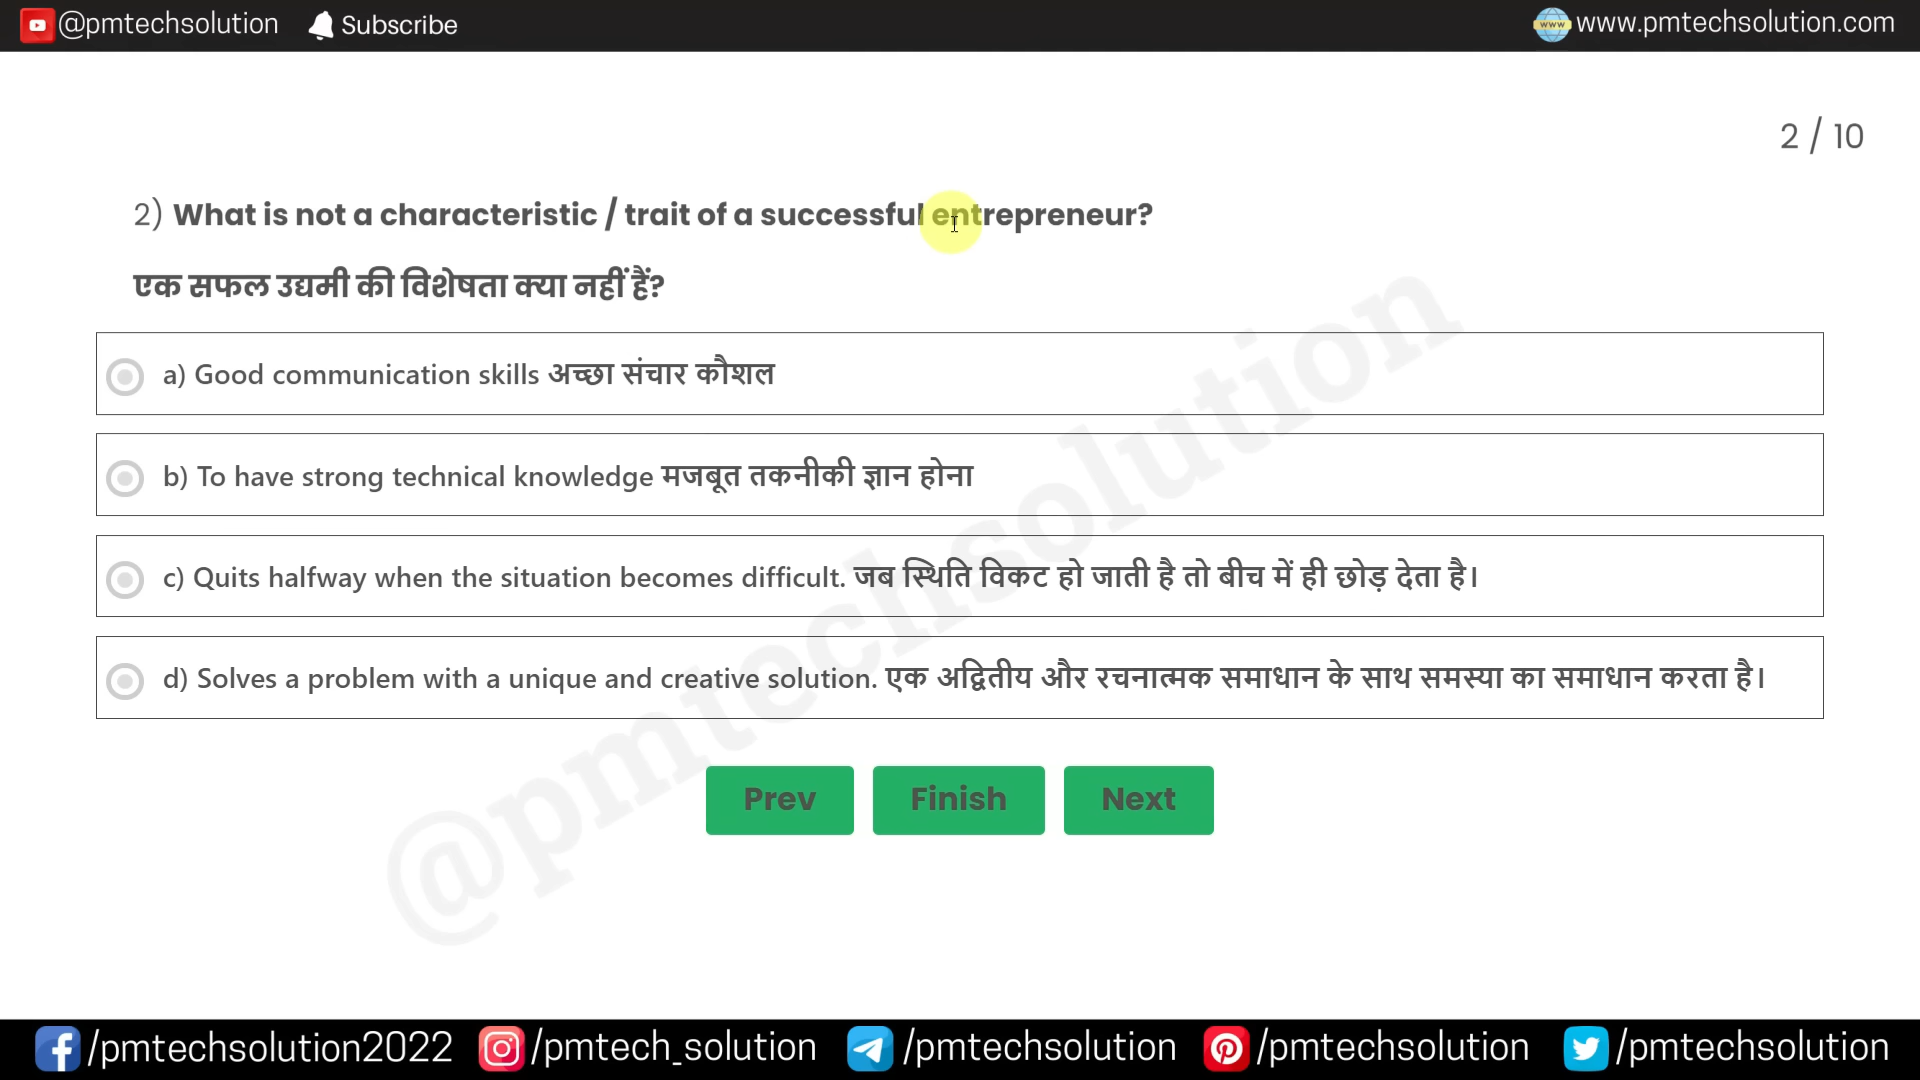 @pmtechsolution Subscribe www.pmtechsolution.com
2 / 10
2) What is not a characteristic / trait of a successful entrepreneur?
एक सफल उद्यमी की विशेषता क्या नहीं हैं?
a) Good communication skills अच्छा संचार कौशल
b) To have strong technical knowledge मजबूत तकनीकी ज्ञान होना
c) Quits halfway when the situation becomes difficult. जब स्थिति विकट हो जाती है तो बीच में ही छोड़ देता है।
d) Solves a problem with a unique and creative solution. एक अद्वितीय और रचनात्मक समाधान के साथ समस्या का समाधान करता है।
@pmtechsolution
Prev Finish Next
/pmtechsolution2022 /pmtech_solution /pmtechsolution /pmtechsolution /pmtechsolution